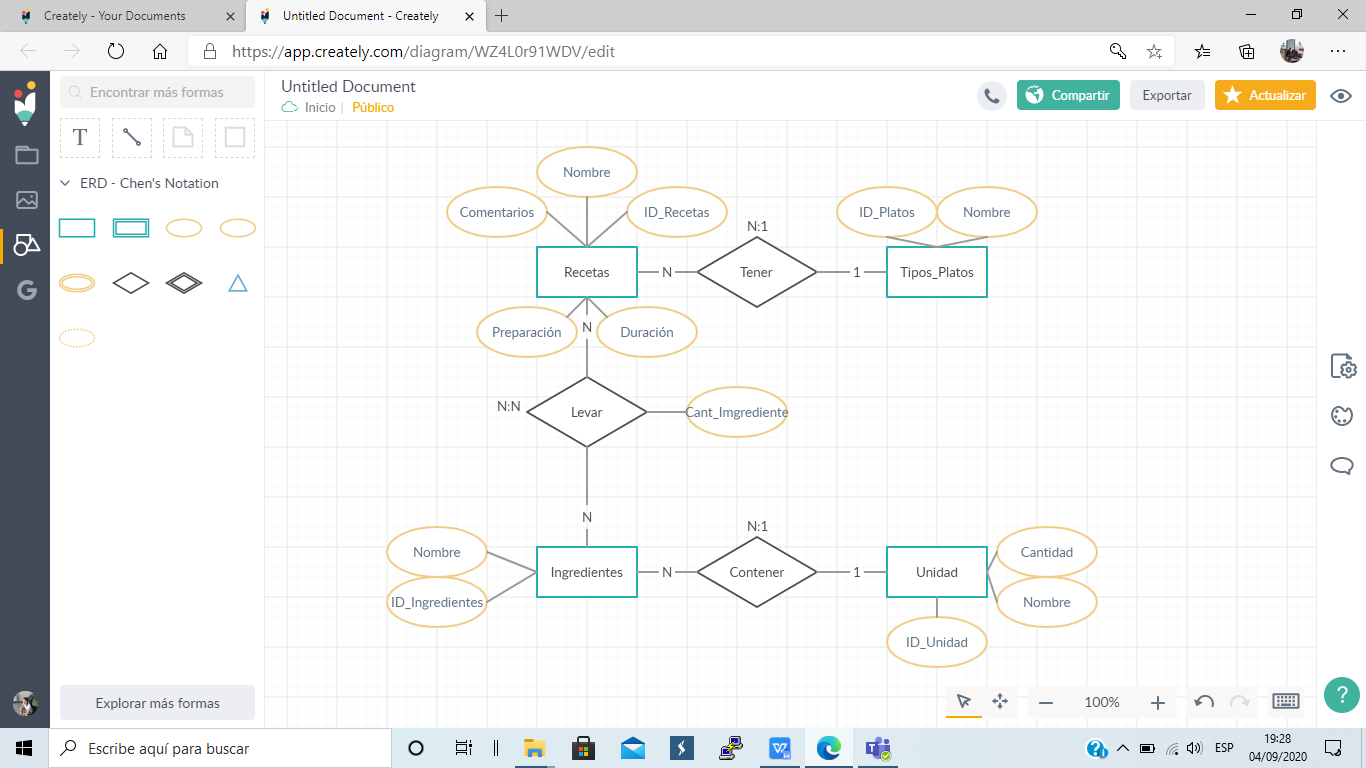 Creately - Your Documents
Untitled Document - Creately
https://app.creately.com/diagram/WZ4L0r91WDV/edit
Encontrar más formas
T
ERD - Chen's Notation
G
Explorar más formas
Untitled Document
Inicio | Público
Compartir
Exportar
Actualizar
Nombre
Comentarios
ID_Recetas
ID_Platos
Nombre
N:1
Recetas
N
Tener
1
Tipos_Platos
Preparación
N
Duración
N:N
Levar
Cant_Imgrediente
N
N:1
Nombre
Cantidad
Ingredientes
N
Contener
1
Unidad
ID_Ingredientes
Nombre
ID_Unidad
100%
?
Escribe aquí para buscar
ESP
19:28
04/09/2020